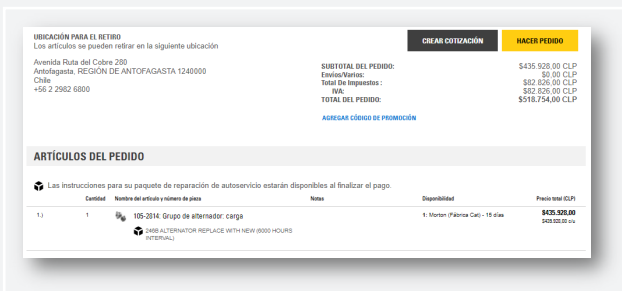 UBICACIÓN PARA EL RETIRO
Los artículos se pueden retirar en la siguiente ubicación
Avenida Ruta del Cobre 280
Antofagasta, REGIÓN DE ANTOFAGASTA 1240000
Chile
+56 2 2982 6800
CREAR COTIZACIÓN
HACER PEDIDO
SUBTOTAL DEL PEDIDO: $435.928,00 CLP
Envíos/Varios: $0,00 CLP
Total De Impuestos : $82.826,00 CLP
IVA: $82.826,00 CLP
TOTAL DEL PEDIDO: $518.754,00 CLP
AGREGAR CÓDIGO DE PROMOCIÓN
ARTÍCULOS DEL PEDIDO
Las instrucciones para su paquete de reparación de autoservicio estarán disponibles al finalizar el pago.
Cantidad Nombre del artículo y número de pieza Notas Disponibilidad Precio total (CLP)
1.) 1 105-2814: Grupo de alternador: carga 1: Morton (Fábrica Cat) - 15 días $435.928,00
$435.928,00 c/u
246B ALTERNATOR REPLACE WITH NEW (6000 HOURS
INTERVAL)